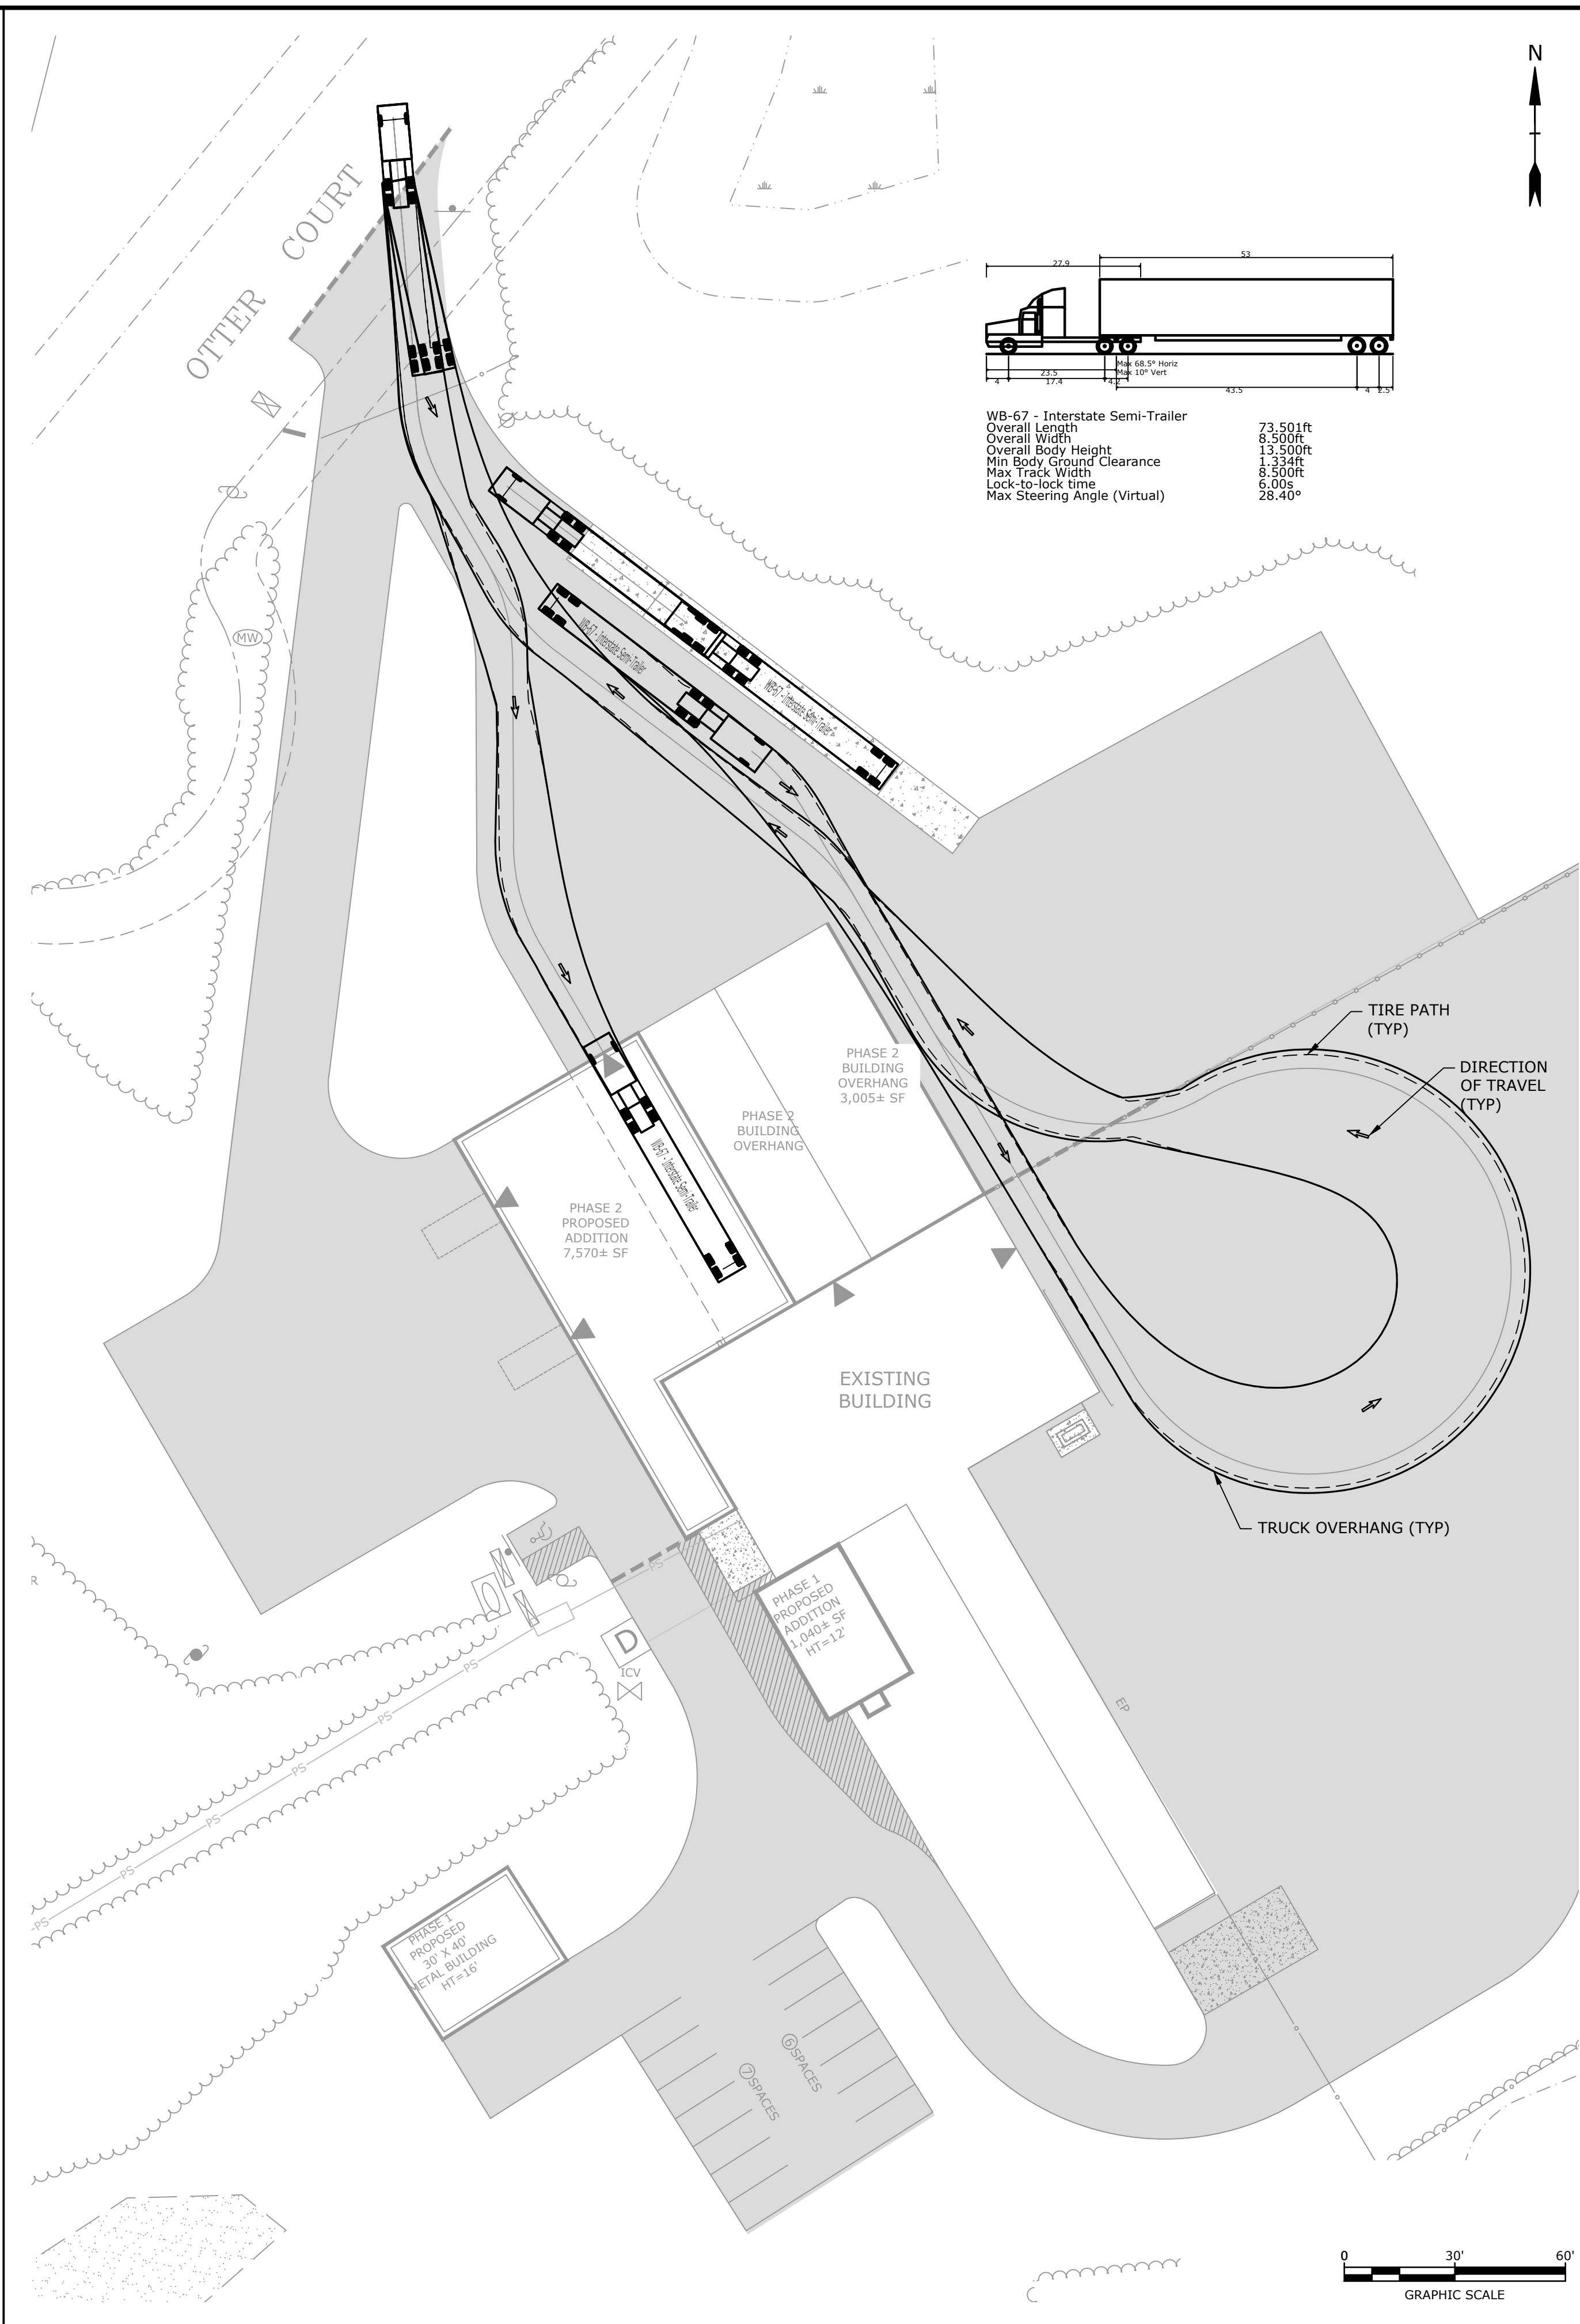 N
OTTER COURT
53
27.9
Max 68.5° Horiz
Max 10° Vert
23.5
4
17.4
4.2
43.5
4
2.5
WB-67 - Interstate Semi-Trailer
Overall Length 73.501ft
Overall Width 8.500ft
Overall Body Height 13.500ft
Min Body Ground Clearance 1.334ft
Max Track Width 8.500ft
Lock-to-lock time 6.00s
Max Steering Angle (Virtual) 28.40°
MW
WB-67 - Interstate Semi-Trailer
WB-67 - Interstate Semi-Trailer
TIRE PATH
(TYP)
DIRECTION
OF TRAVEL
(TYP)
PHASE 2
BUILDING
OVERHANG
3,005± SF
PHASE 2
BUILDING
OVERHANG
WB-67 - Interstate Semi-Trailer
PHASE 2
PROPOSED
ADDITION
7,570± SF
EXISTING
BUILDING
TRUCK OVERHANG (TYP)
R
PS
PHASE 1
PROPOSED
ADDITION
1,040± SF
HT=12'
D
ICV
PS
EP
PS
PS
PS
PS
PS
PHASE 1
PROPOSED
30' X 40'
METAL BUILDING
HT=16'
6 SPACES
7 SPACES
0 30' 60'
GRAPHIC SCALE